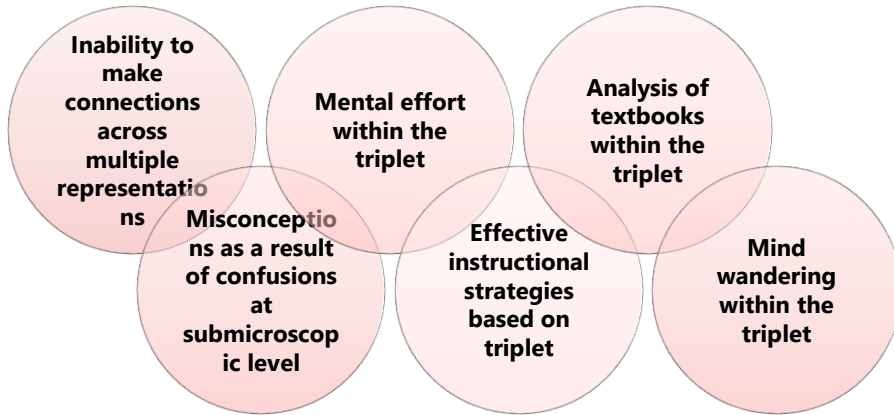 Inability to
make
connections
across
multiple
representatio
ns
Misconceptio
ns as a result
of confusions
at
submicroscop
ic level
Mental effort
within the
triplet
Effective
instructional
strategies
based on
triplet
Analysis of
textbooks
within the
triplet
Mind
wandering
within the
triplet